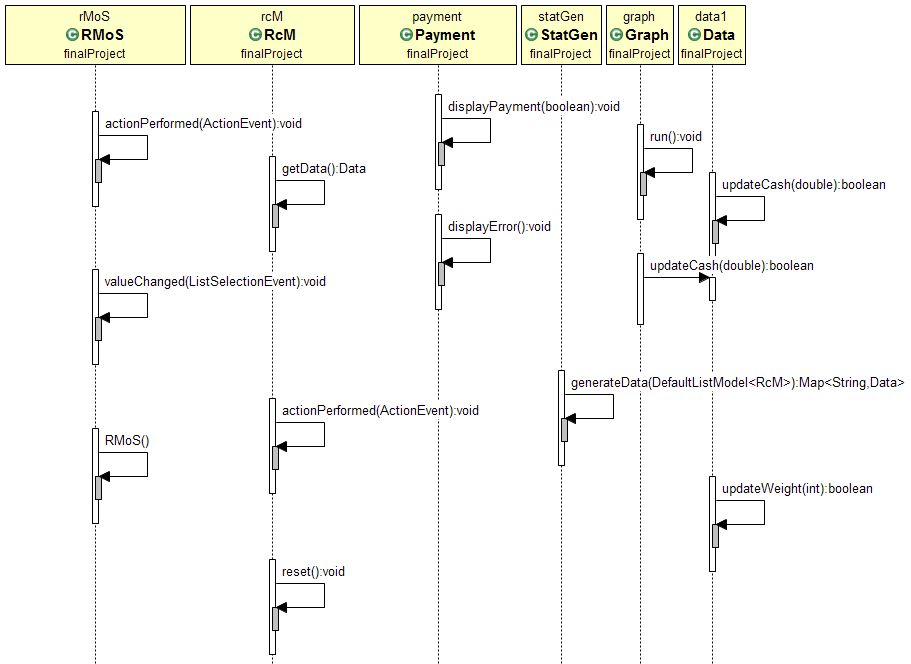 rMoS
RMoS
finalProject
rcM
RcM
finalProject
payment
Payment
finalProject
statGen
StatGen
finalProject
graph
Graph
finalProject
data1
Data
finalProject
displayPayment(boolean):void
actionPerformed(ActionEvent):void
run():void
getData():Data
updateCash(double):boolean
displayError():void
updateCash(double):boolean
valueChanged(ListSelectionEvent):void
generateData(DefaultListModel<RcM>):Map<String,Data>
actionPerformed(ActionEvent):void
RMoS()
updateWeight(int):boolean
reset():void